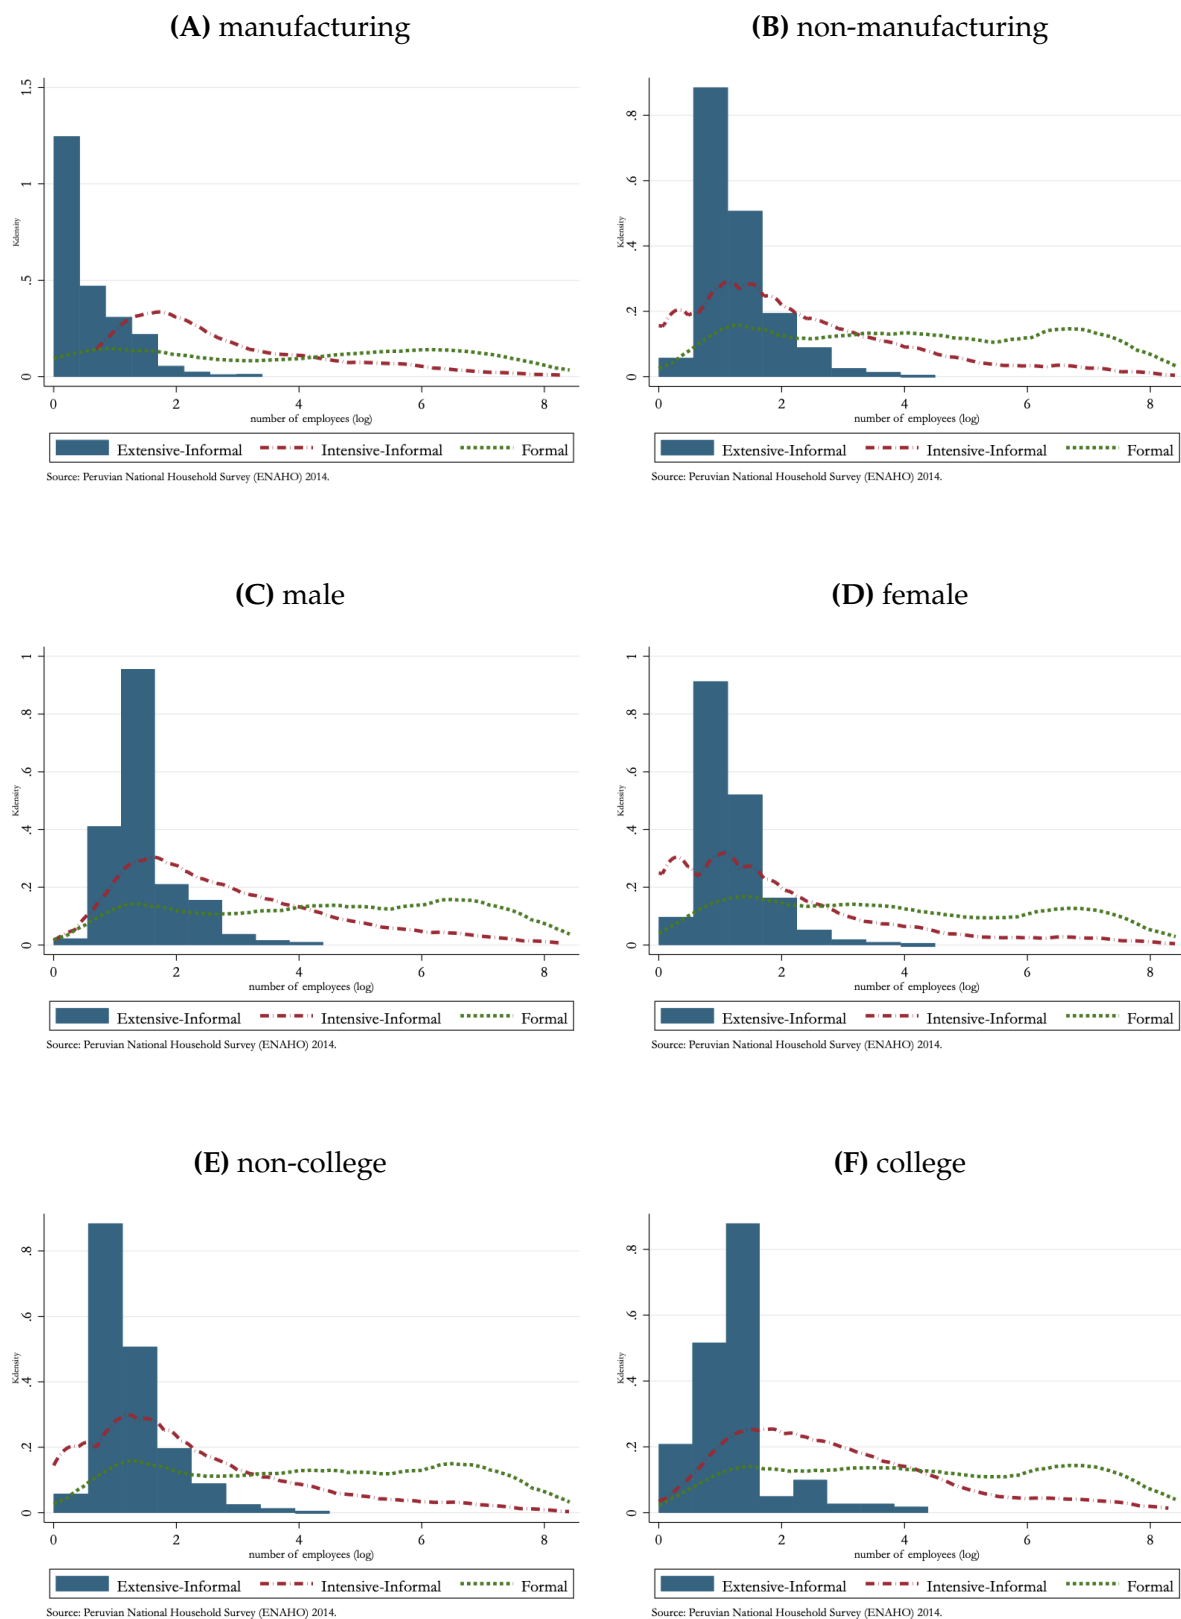 (A) manufacturing
1.5
1
.5
0
Kdensity
0 2 4 6 8
number of employees (log)
Extensive-Informal Intensive-Informal Formal
Source: Peruvian National Household Survey (ENAHO) 2014.
(B) non-manufacturing
.8
.6
.4
.2
0
Kdensity
0 2 4 6 8
number of employees (log)
Extensive-Informal Intensive-Informal Formal
Source: Peruvian National Household Survey (ENAHO) 2014.
(C) male
1
.8
.6
.4
.2
0
Kdensity
0 2 4 6 8
number of employees (log)
Extensive-Informal Intensive-Informal Formal
Source: Peruvian National Household Survey (ENAHO) 2014.
(D) female
1
.8
.6
.4
.2
0
Kdensity
0 2 4 6 8
number of employees (log)
Extensive-Informal Intensive-Informal Formal
Source: Peruvian National Household Survey (ENAHO) 2014.
(E) non-college
.8
.6
.4
.2
0
Kdensity
0 2 4 6 8
number of employees (log)
Extensive-Informal Intensive-Informal Formal
Source: Peruvian National Household Survey (ENAHO) 2014.
(F) college
.8
.6
.4
.2
0
Kdensity
0 2 4 6 8
number of employees (log)
Extensive-Informal Intensive-Informal Formal
Source: Peruvian National Household Survey (ENAHO) 2014.